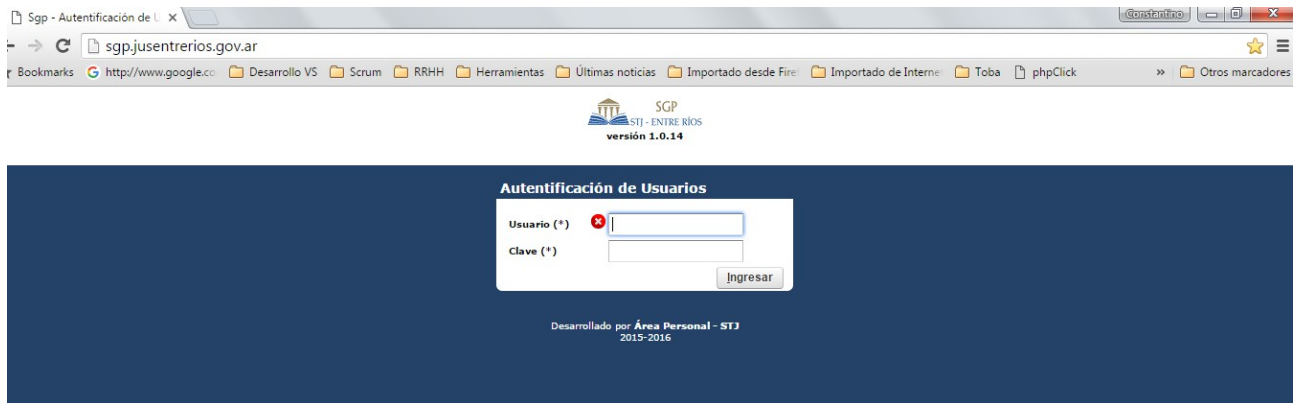 Sgp - Autentificación de U
Constantino
sgp.jusentrerios.gov.ar
Bookmarks http://www.google.co Desarrollo VS Scrum RRHH Herramientas Últimas noticias Importado desde Fire Importado de Interne Toba phpClick » Otros marcadores
SGP
STJ - ENTRE RÍOS
versión 1.0.14
Autentificación de Usuarios
Usuario (*)
Clave (*)
Ingresar
Desarrollado por Área Personal - STJ
2015-2016